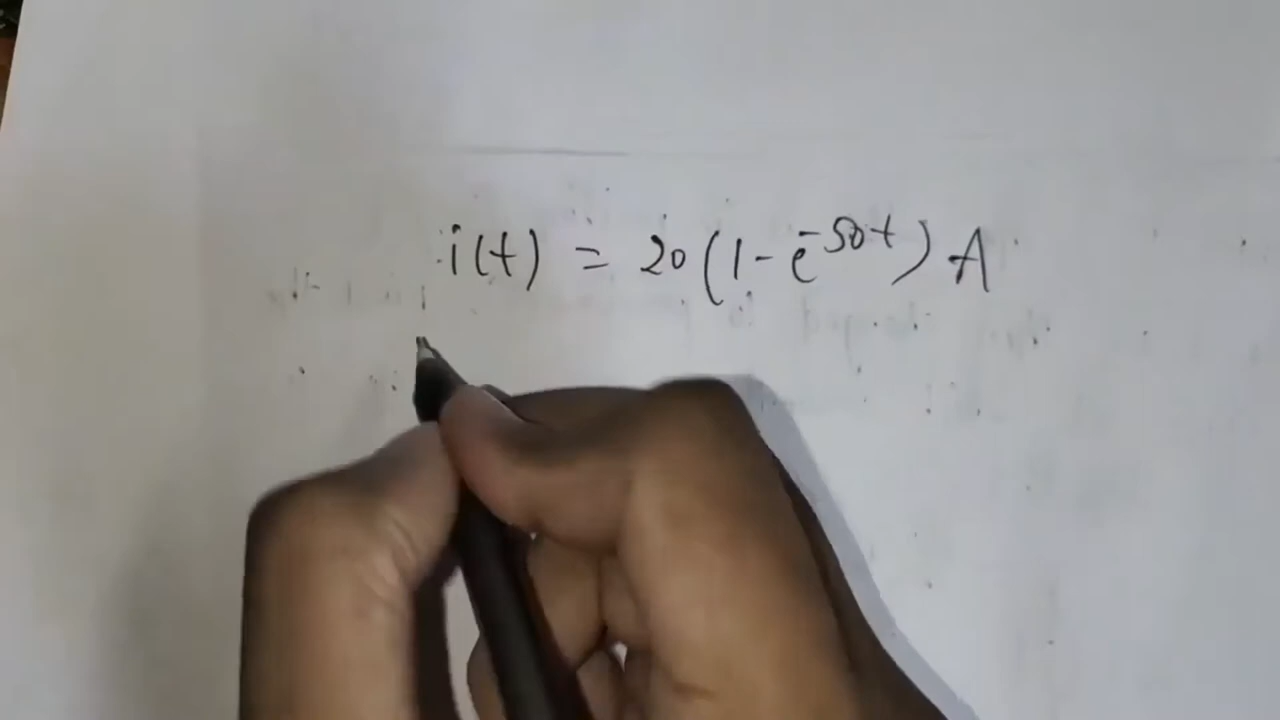 i(t) = 20(1-e^{-50t})A